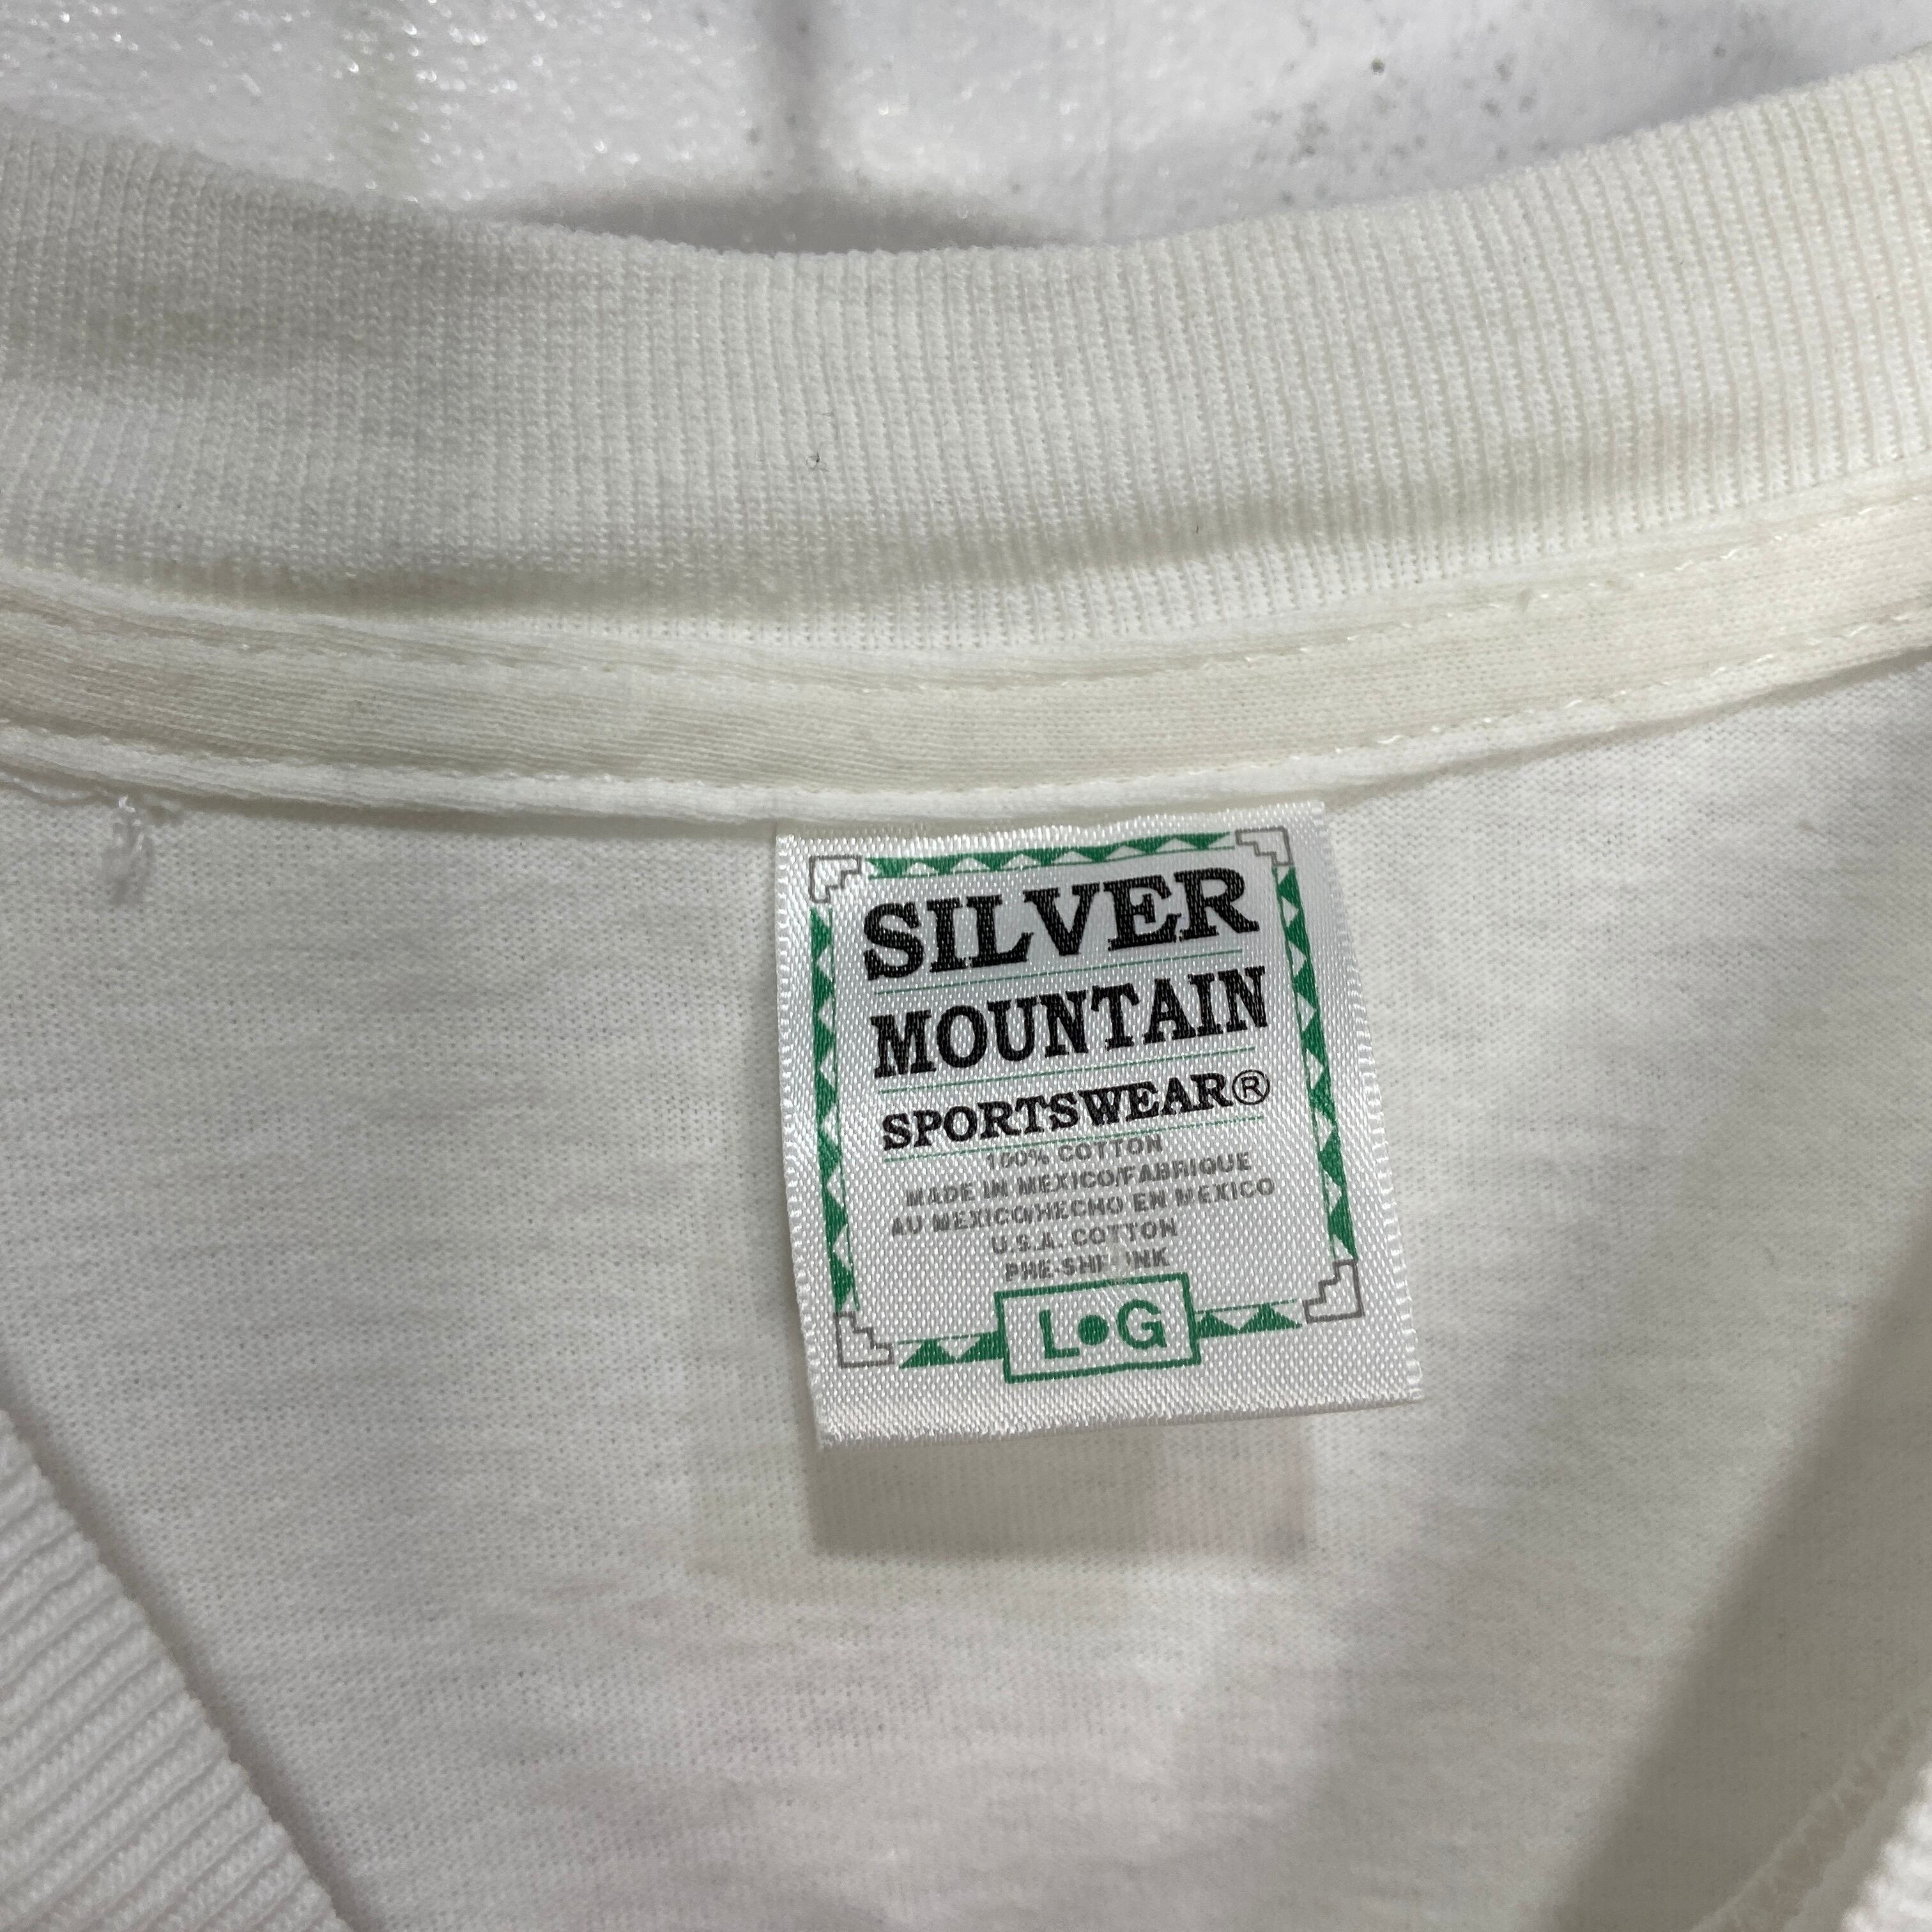 SILVER
MOUNTAIN
SPORTSWEAR®
100% COTTON
MADE IN MEXICO/FABRIQUE
AU MEXICO/HECHO EN MEXICO
U.S.A. COTTON
L•G